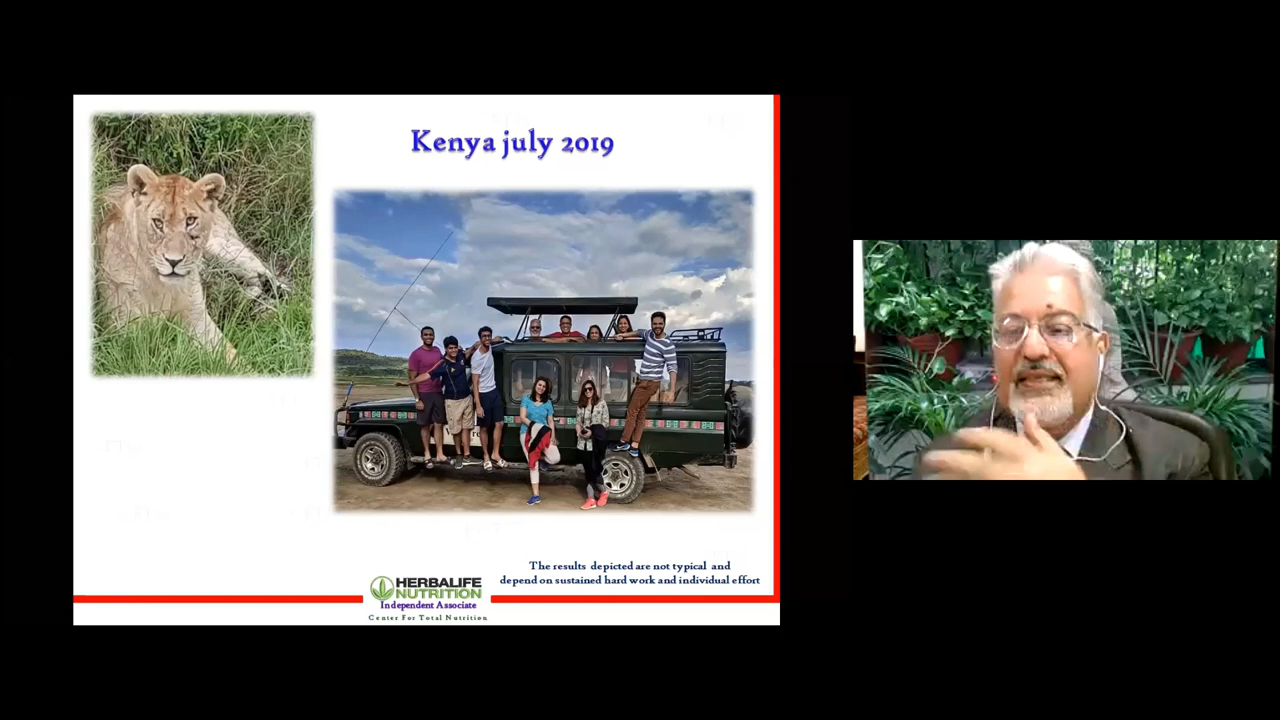 Kenya july 2019
The results depicted are not typical and
depend on sustained hard work and individual effort
HERBALIFE
NUTRITION
Independent Associate
Center For Total Nutrition